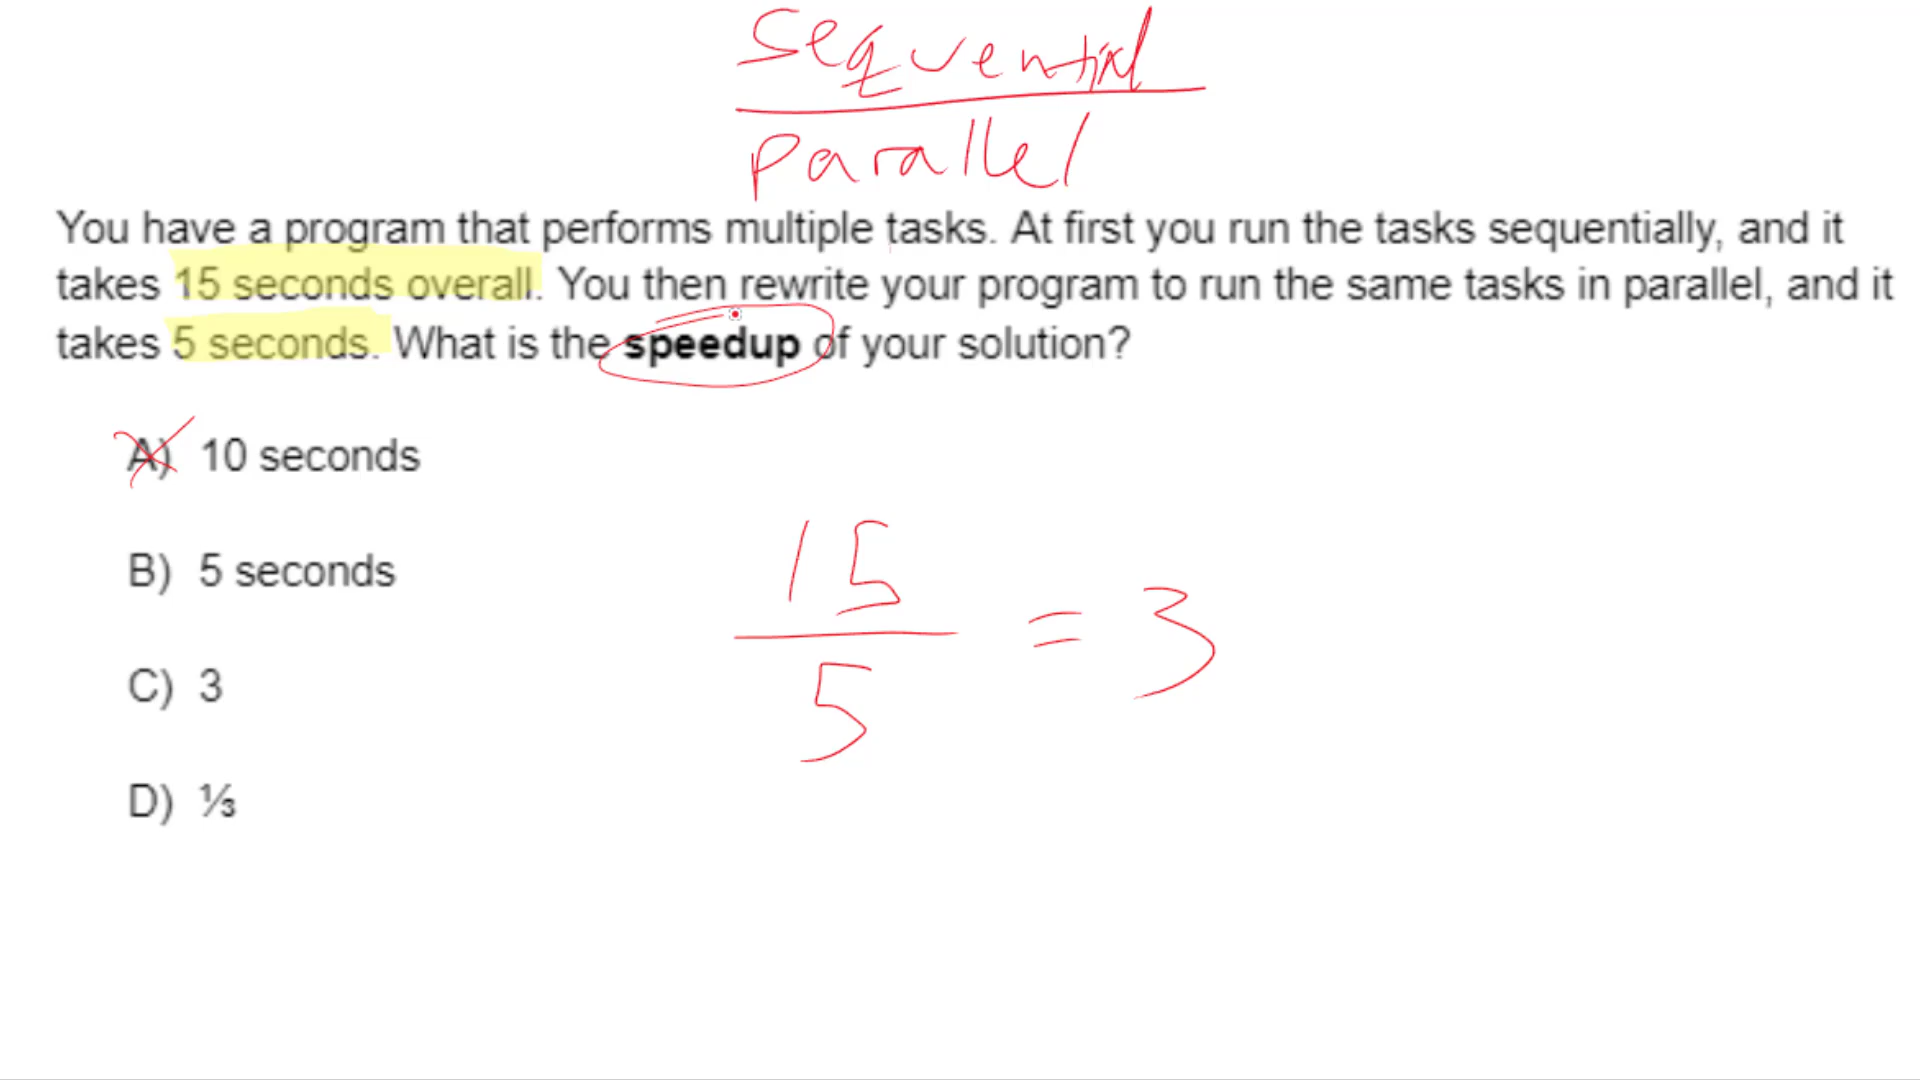 sequential
parallel
You have a program that performs multiple tasks. At first you run the tasks sequentially, and it
takes 15 seconds overall. You then rewrite your program to run the same tasks in parallel, and it
takes 5 seconds. What is the speedup of your solution?
A) 10 seconds
B) 5 seconds
C) 3
D) ⅓
15
5
= 3